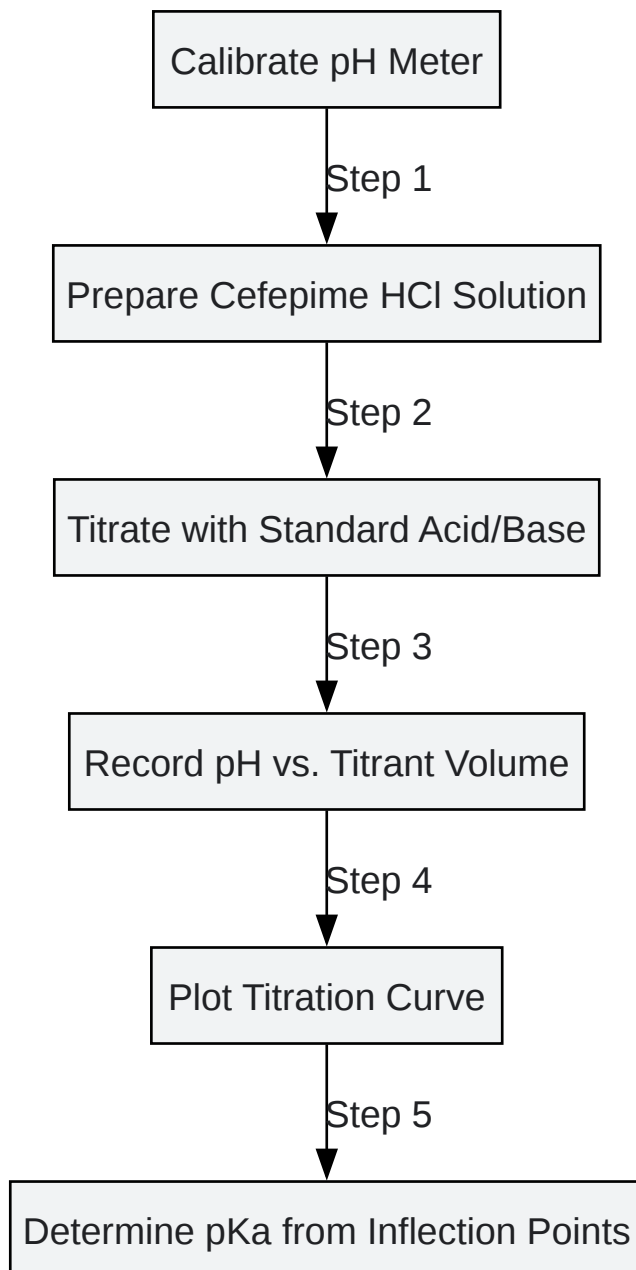 Calibrate pH Meter
Step 1
Prepare Cefepime HCl Solution
Step 2
Titrate with Standard Acid/Base
Step 3
Record pH vs. Titrant Volume
Step 4
Plot Titration Curve
Step 5
Determine pKa from Inflection Points